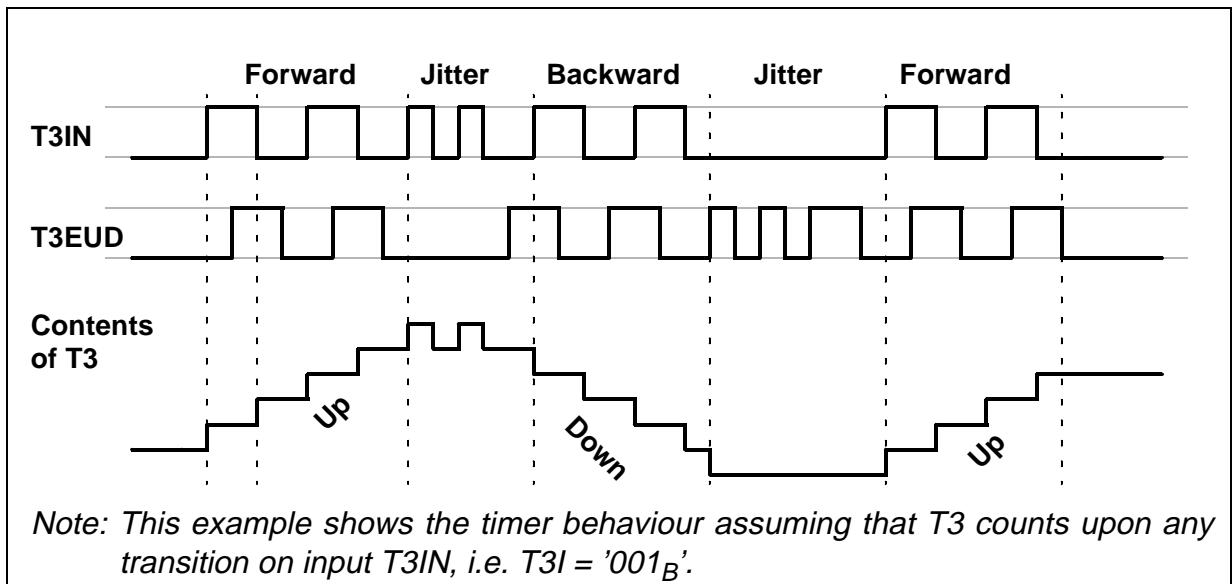 Forward Jitter Backward Jitter Forward
T3IN
T3EUD
Contents
of T3
Up
Down
Up
Note: This example shows the timer behaviour assuming that T3 counts upon any
transition on input T3IN, i.e. T3I = ’001B’.